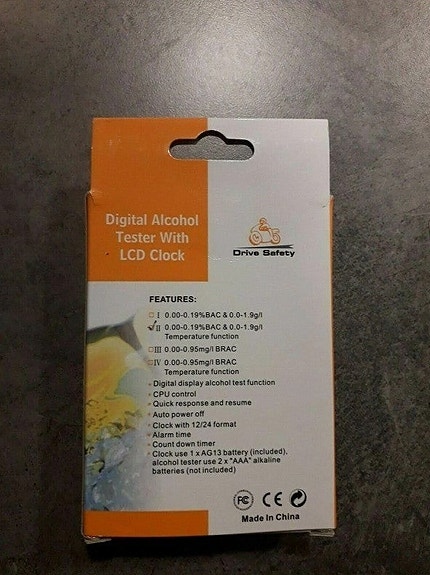 Digital Alcohol
Tester With
LCD Clock
Drive Safety
FEATURES:
I 0.00-0.19%BAC & 0.0-1.9g/l
II 0.00-0.19%BAC & 0.0-1.9g/l
Temperature function
III 0.00-0.95mg/l BRAC
IV 0.00-0.95mg/l BRAC
Temperature function
Digital display alcohol test function
CPU control
Quick response and resume
Auto power off
Clock with 12/24 format
Alarm time
Count down timer
Clock use 1 x AG13 battery (included),
alcohol tester use 2 x "AAA" alkaline
batteries (not included)
FC CE
Made In China